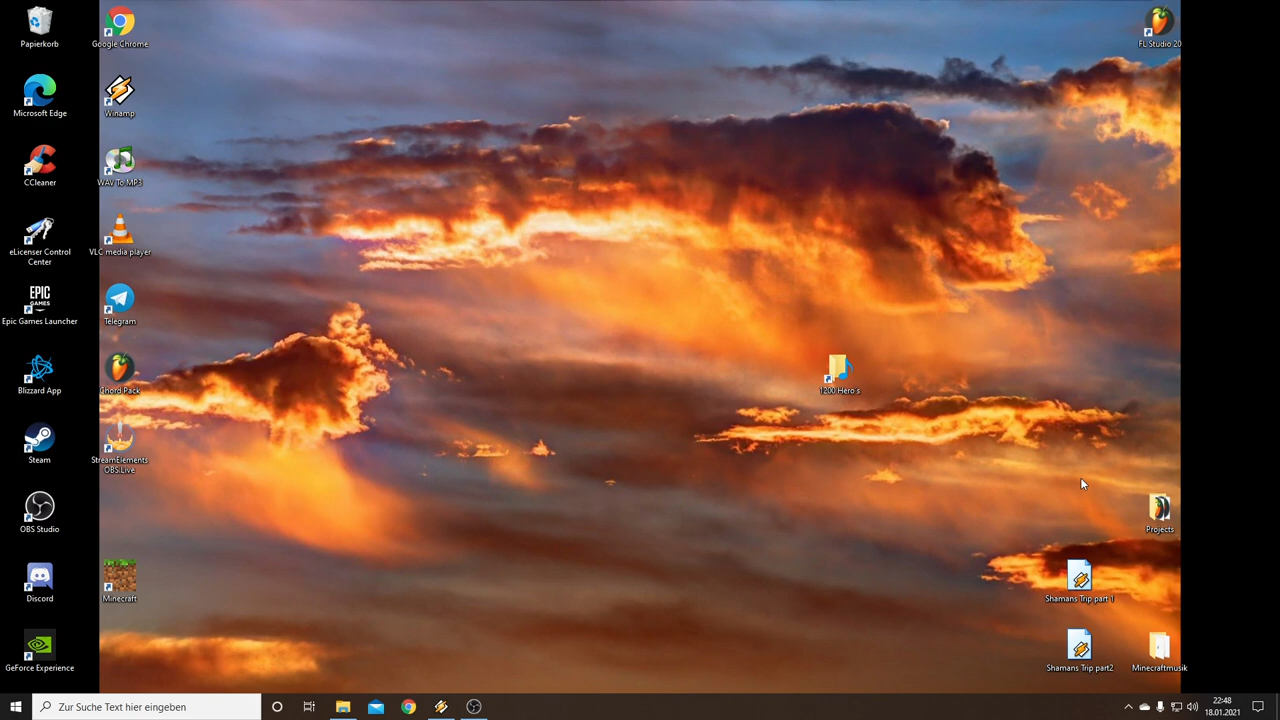 Papierkorb
Google Chrome
FL Studio 20
Microsoft Edge
Winamp
CCleaner
WAV To MP3
eLicenser Control
Center
VLC media player
EPIC
GAMES
Epic Games Launcher
Telegram
Blizzard App
Chord Pack
1200 Hero's
Steam
StreamElements
OBS.Live
OBS Studio
Projects
Discord
Minecraft
Shamans Trip part 1
GeForce Experience
Shamans Trip part2
Minecraftmusik
Zur Suche Text hier eingeben
22:48
18.01.2021